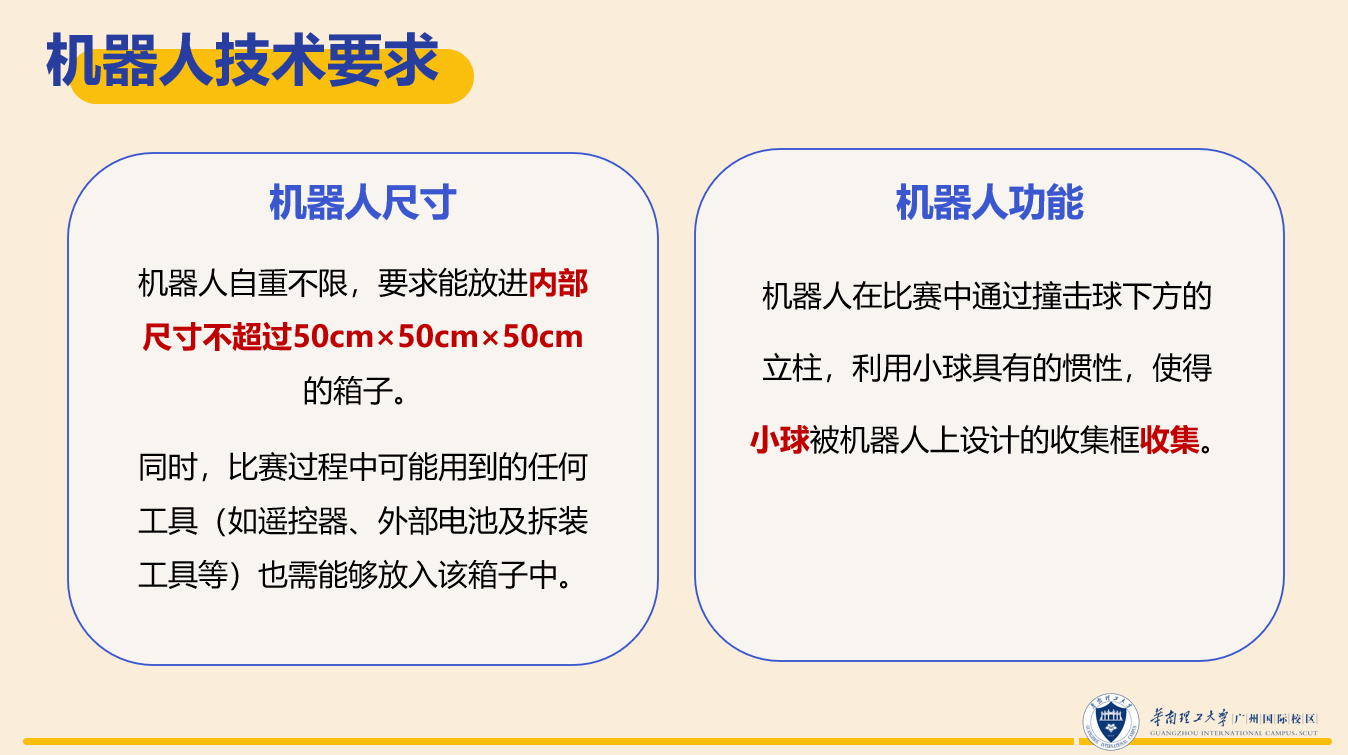 机器人技术要求
机器人尺寸
机器人自重不限，要求能放进内部
尺寸不超过50cm×50cm×50cm
的箱子。
同时，比赛过程中可能用到的任何
工具（如遥控器、外部电池及拆装
工具等）也需能够放入该箱子中。
机器人功能
机器人在比赛中通过撞击球下方的
立柱，利用小球具有的惯性，使得
小球被机器人上设计的收集框收集。
华南理工大学|广|州|国|际|校|区|
GUANGZHOU INTERNATIONAL CAMPUS, SCUT